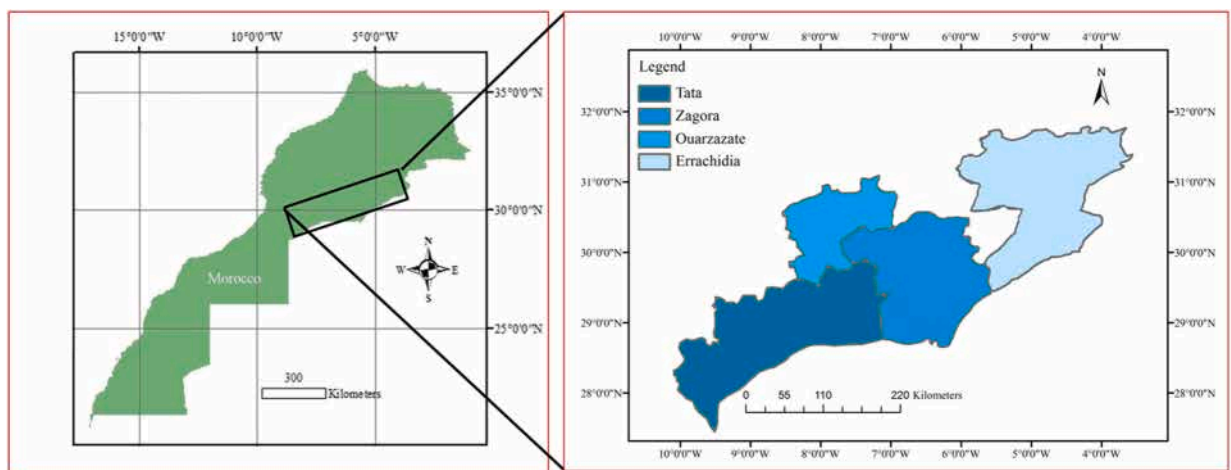 15°0'0"W 10°0'0"W 5°0'0"W
35°0'0"N
30°0'0"N
25°0'0"N
Morocco
N
W E
S
300
Kilometers
10°0'0"W 9°0'0"W 8°0'0"W 7°0'0"W 6°0'0"W 5°0'0"W 4°0'0"W
Legend
Tata
Zagora
Ouarzazate
Errachidia
N
32°0'0"N 32°0'0"N
31°0'0"N 31°0'0"N
30°0'0"N 30°0'0"N
29°0'0"N 29°0'0"N
28°0'0"N 28°0'0"N
0 55 110 220 Kilometers
10°0'0"W 9°0'0"W 8°0'0"W 7°0'0"W 6°0'0"W 5°0'0"W 4°0'0"W